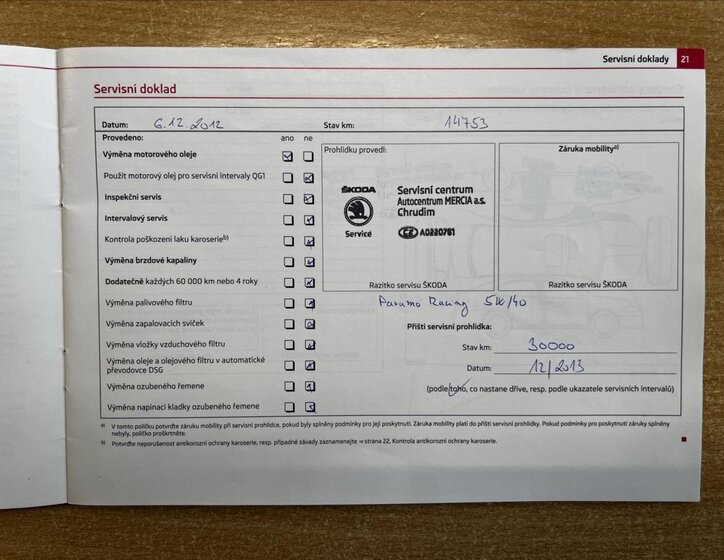 Servisní doklady 21
Servisní doklad
Datum: 6.12.2012 Stav km: 14753
Provedeno: ano ne
Výměna motorového oleje
Použit motorový olej pro servisní intervaly QG1
Inspekční servis
Intervalový servis
Kontrola poškození laku karoserieb)
Výměna brzdové kapaliny
Dodatečně každých 60 000 km nebo 4 roky
Výměna palivového filtru
Výměna zapalovacích svíček
Výměna vložky vzduchového filtru
Výměna oleje a olejového filtru v automatické
převodovce DSG
Výměna ozubeného řemene
Výměna napínací kladky ozubeného řemene
Prohlídku provedl:
ŠKODA
Service
Servisní centrum
Autocentrum MERCIA a.s.
Chrudim
CZ A0220761
Razítko servisu ŠKODA
Záruka mobilitya)
Razítko servisu ŠKODA
Paramo Racing 5W/40
Příští servisní prohlídka:
Stav km: 30000
Datum: 12/2013
(podle toho, co nastane dříve, resp. podle ukazatele servisních intervalů)
a) V tomto políčku potvrďte záruku mobility při servisní prohlídce, pokud byly splněny podmínky pro její poskytnutí. Záruka mobility platí do příští servisní prohlídky. Pokud podmínky pro poskytnutí záruky splněny
nebyly, políčko proškrtněte.
b) Potvrďte neporušenost antikorozní ochrany karoserie, resp. případné závady zaznamenejte ⇒ strana 22, Kontrola antikorozní ochrany karoserie.